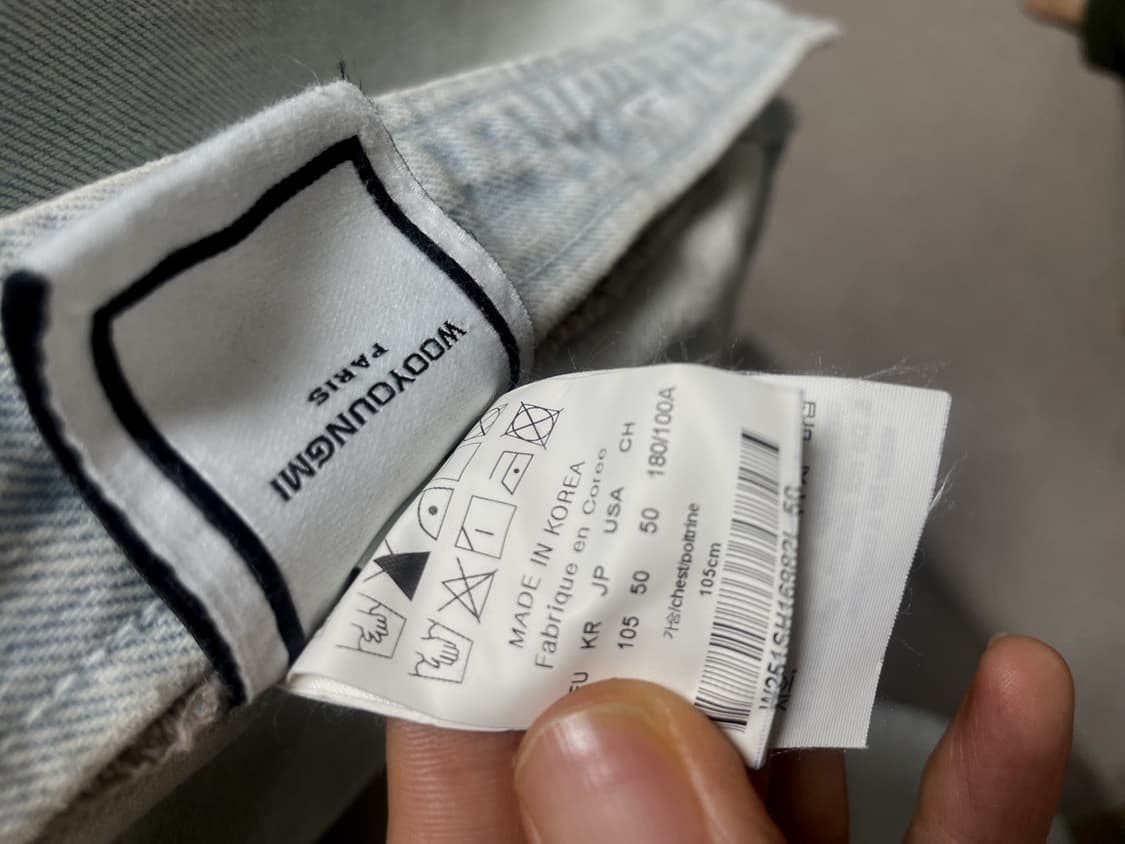 WOOYOUNGMI
PARIS
MADE IN KOREA
Fabrique en Coree
EU KR JP USA CH
105 50 50 180/100A
가슴/chest/poitrine
105cm